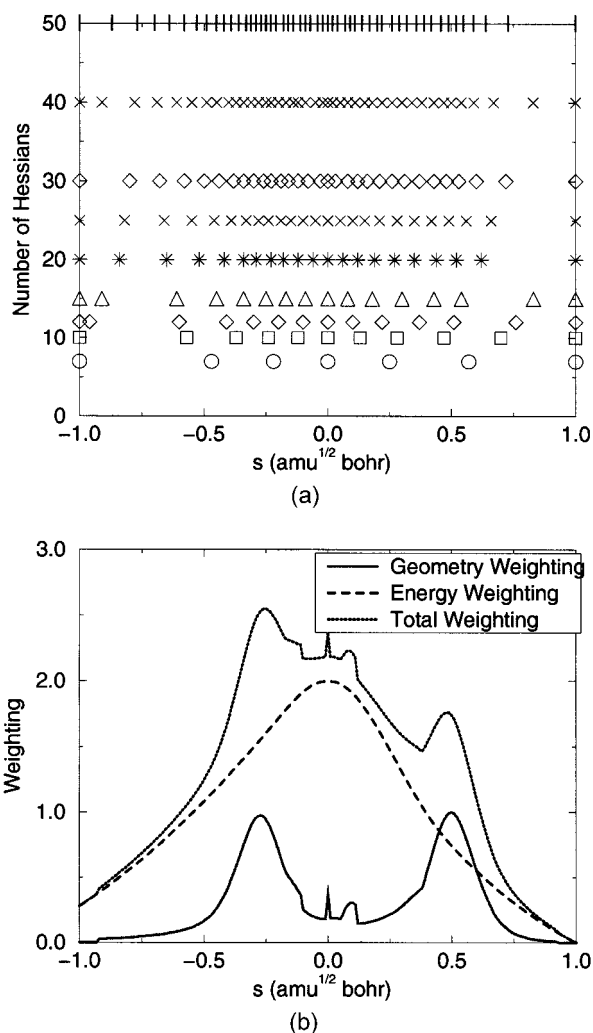 50
40
30
20
10
0
Number of Hessians
−1.0 −0.5 0.0 0.5 1.0
s (amu1/2 bohr)
(a)
3.0
2.0
1.0
0.0
Weighting
Geometry Weighting
Energy Weighting
Total Weighting
−1.0 −0.5 0.0 0.5 1.0
s (amu1/2 bohr)
(b)